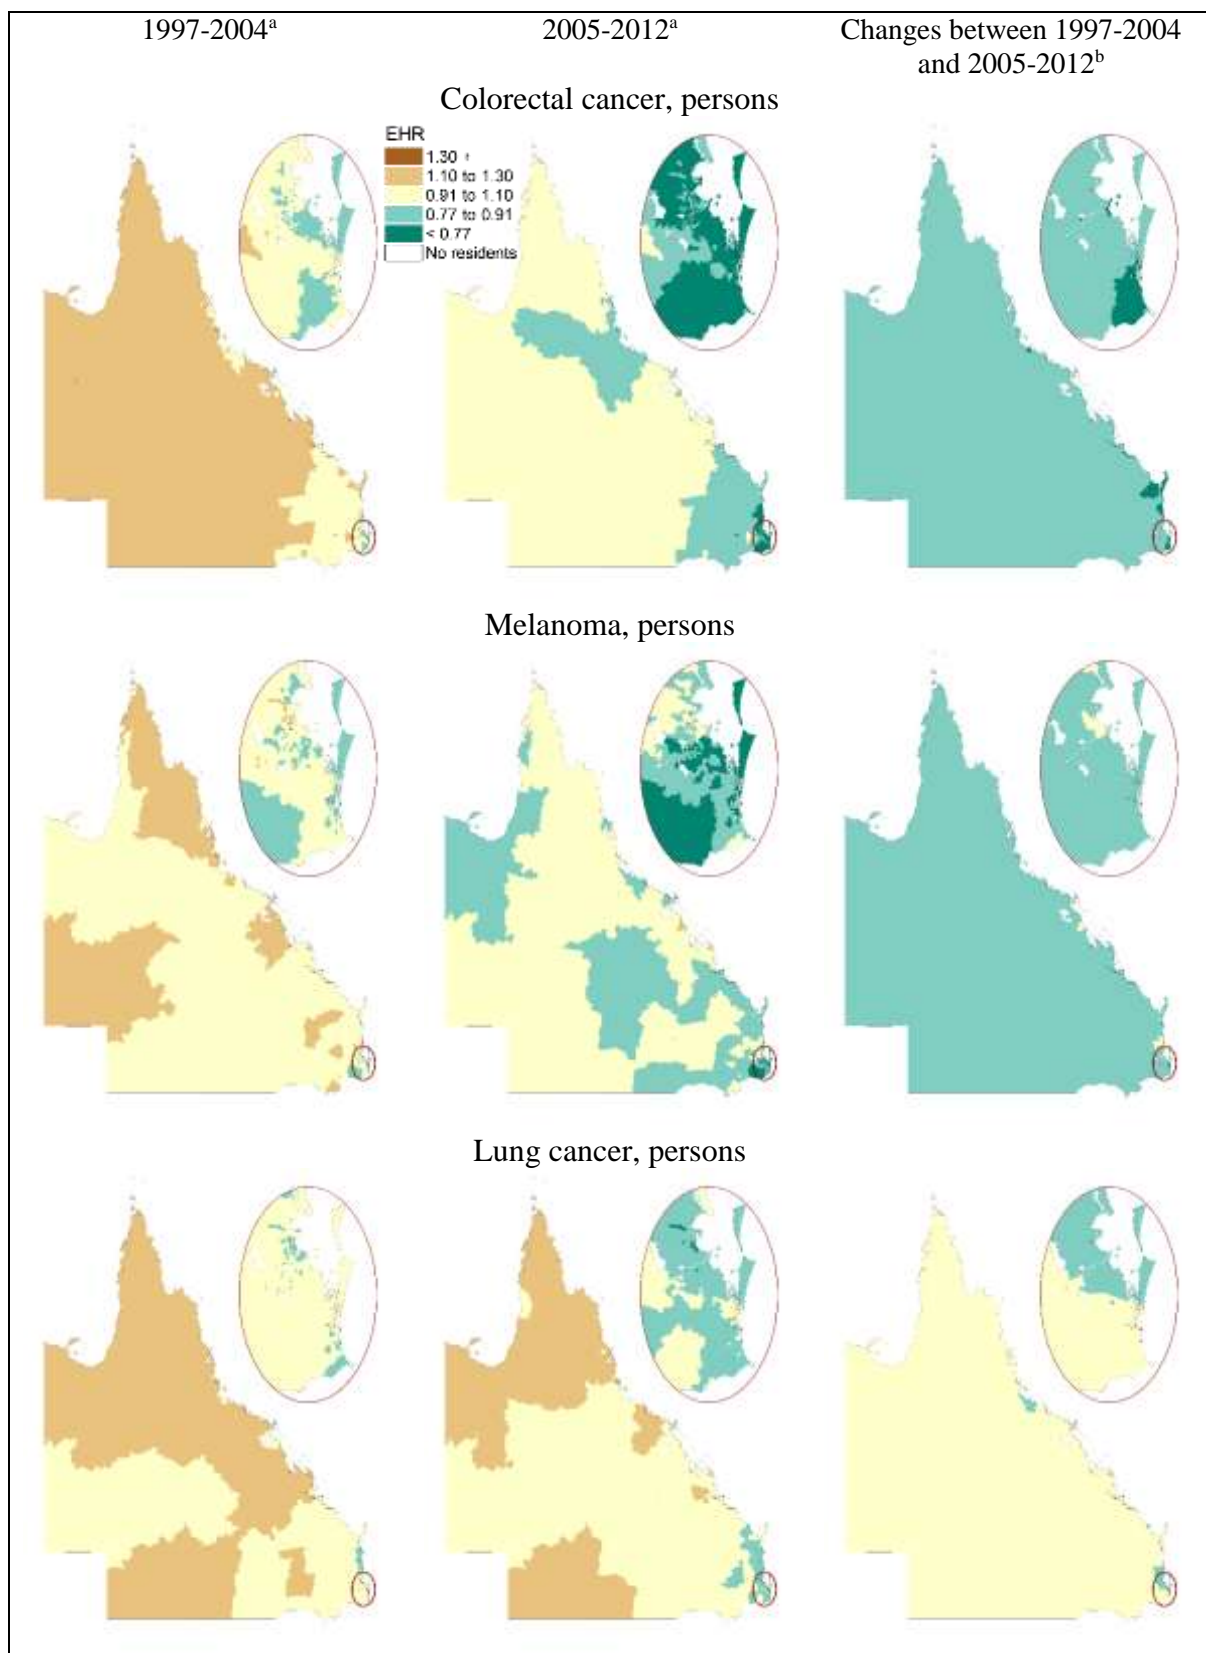 1997-2004ᵃ
2005-2012ᵃ
Changes between 1997-2004
and 2005-2012ᵇ
Colorectal cancer, persons
EHR
1.30 +
1.10 to 1.30
0.91 to 1.10
0.77 to 0.91
< 0.77
No residents
Melanoma, persons
Lung cancer, persons